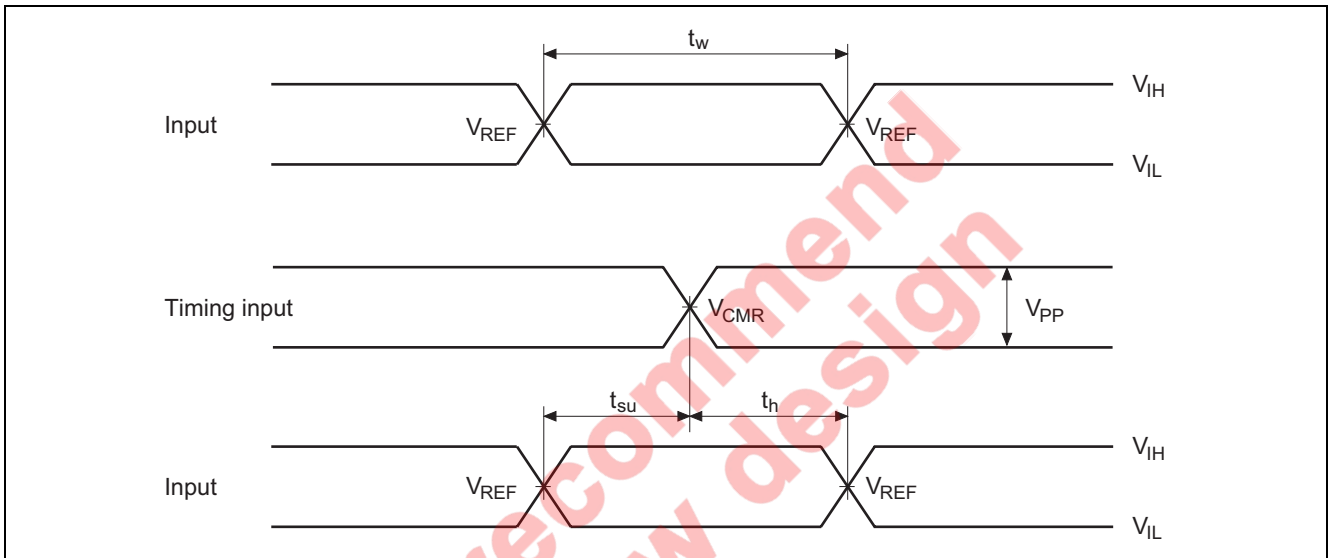 tw
Input
VREF
VREF
VIH
VIL
Timing input
VCMR
VPP
tsu
th
Input
VREF
VREF
VIH
VIL
recommend
w design